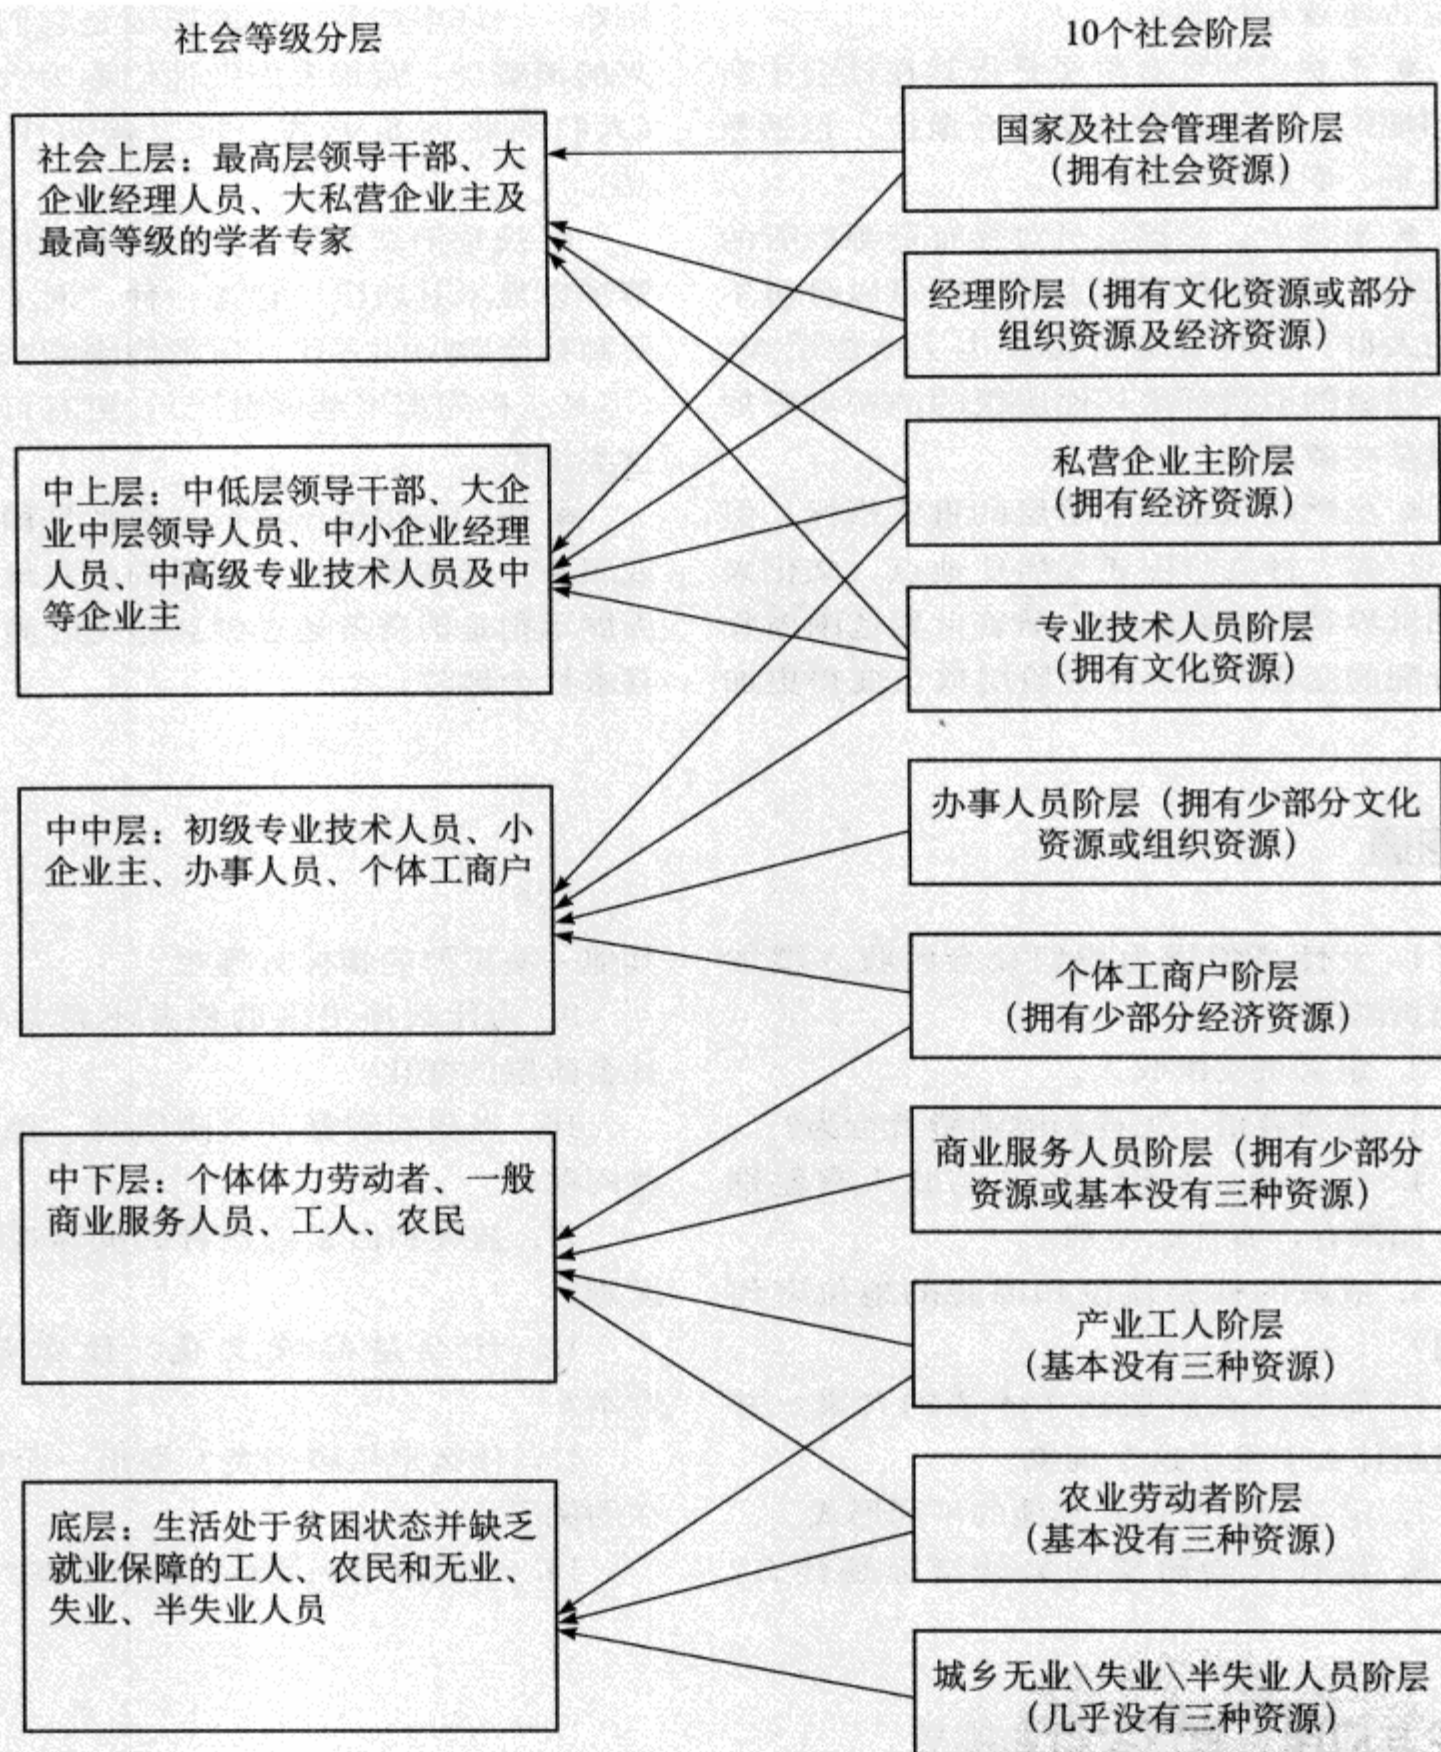 社会等级分层
社会上层：最高层领导干部、大
企业经理人员、大私营企业主及
最高等级的学者专家
中上层：中低层领导干部、大企
业中层领导人员、中小企业经理
人员、中高级专业技术人员及中
等企业主
中中层：初级专业技术人员、小
企业主、办事人员、个体工商户
中下层：个体体力劳动者、一般
商业服务人员、工人、农民
底层：生活处于贫困状态并缺乏
就业保障的工人、农民和无业、
失业、半失业人员
10个社会阶层
国家及社会管理者阶层
（拥有社会资源）
经理阶层（拥有文化资源或部分
组织资源及经济资源）
私营企业主阶层
（拥有经济资源）
专业技术人员阶层
（拥有文化资源）
办事人员阶层（拥有少部分文化
资源或组织资源）
个体工商户阶层
（拥有少部分经济资源）
商业服务人员阶层（拥有少部分
资源或基本没有三种资源）
产业工人阶层
（基本没有三种资源）
农业劳动者阶层
（基本没有三种资源）
城乡无业\失业\半失业人员阶层
（几乎没有三种资源）